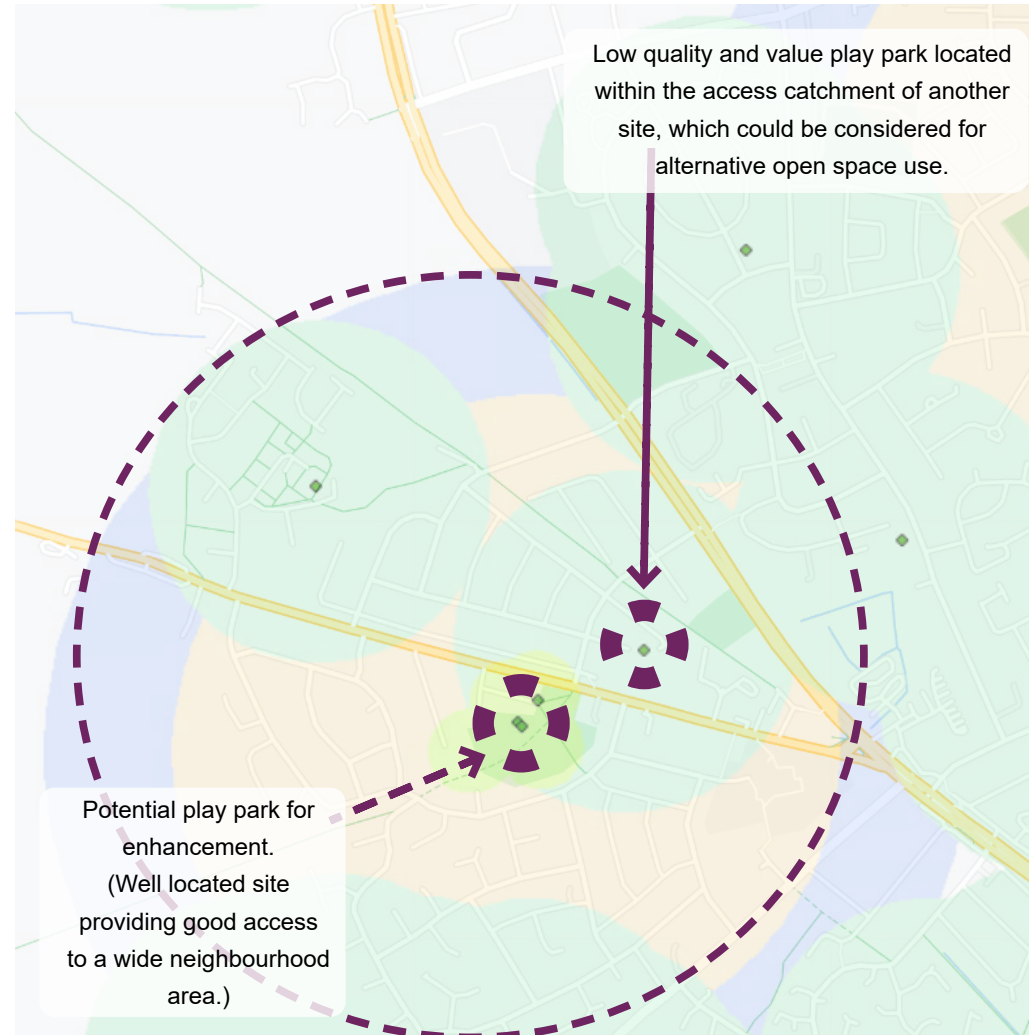 Low quality and value play park located
within the access catchment of another
site, which could be considered for
alternative open space use.
Potential play park for
enhancement.
(Well located site
providing good access
to a wide neighbourhood
area.)